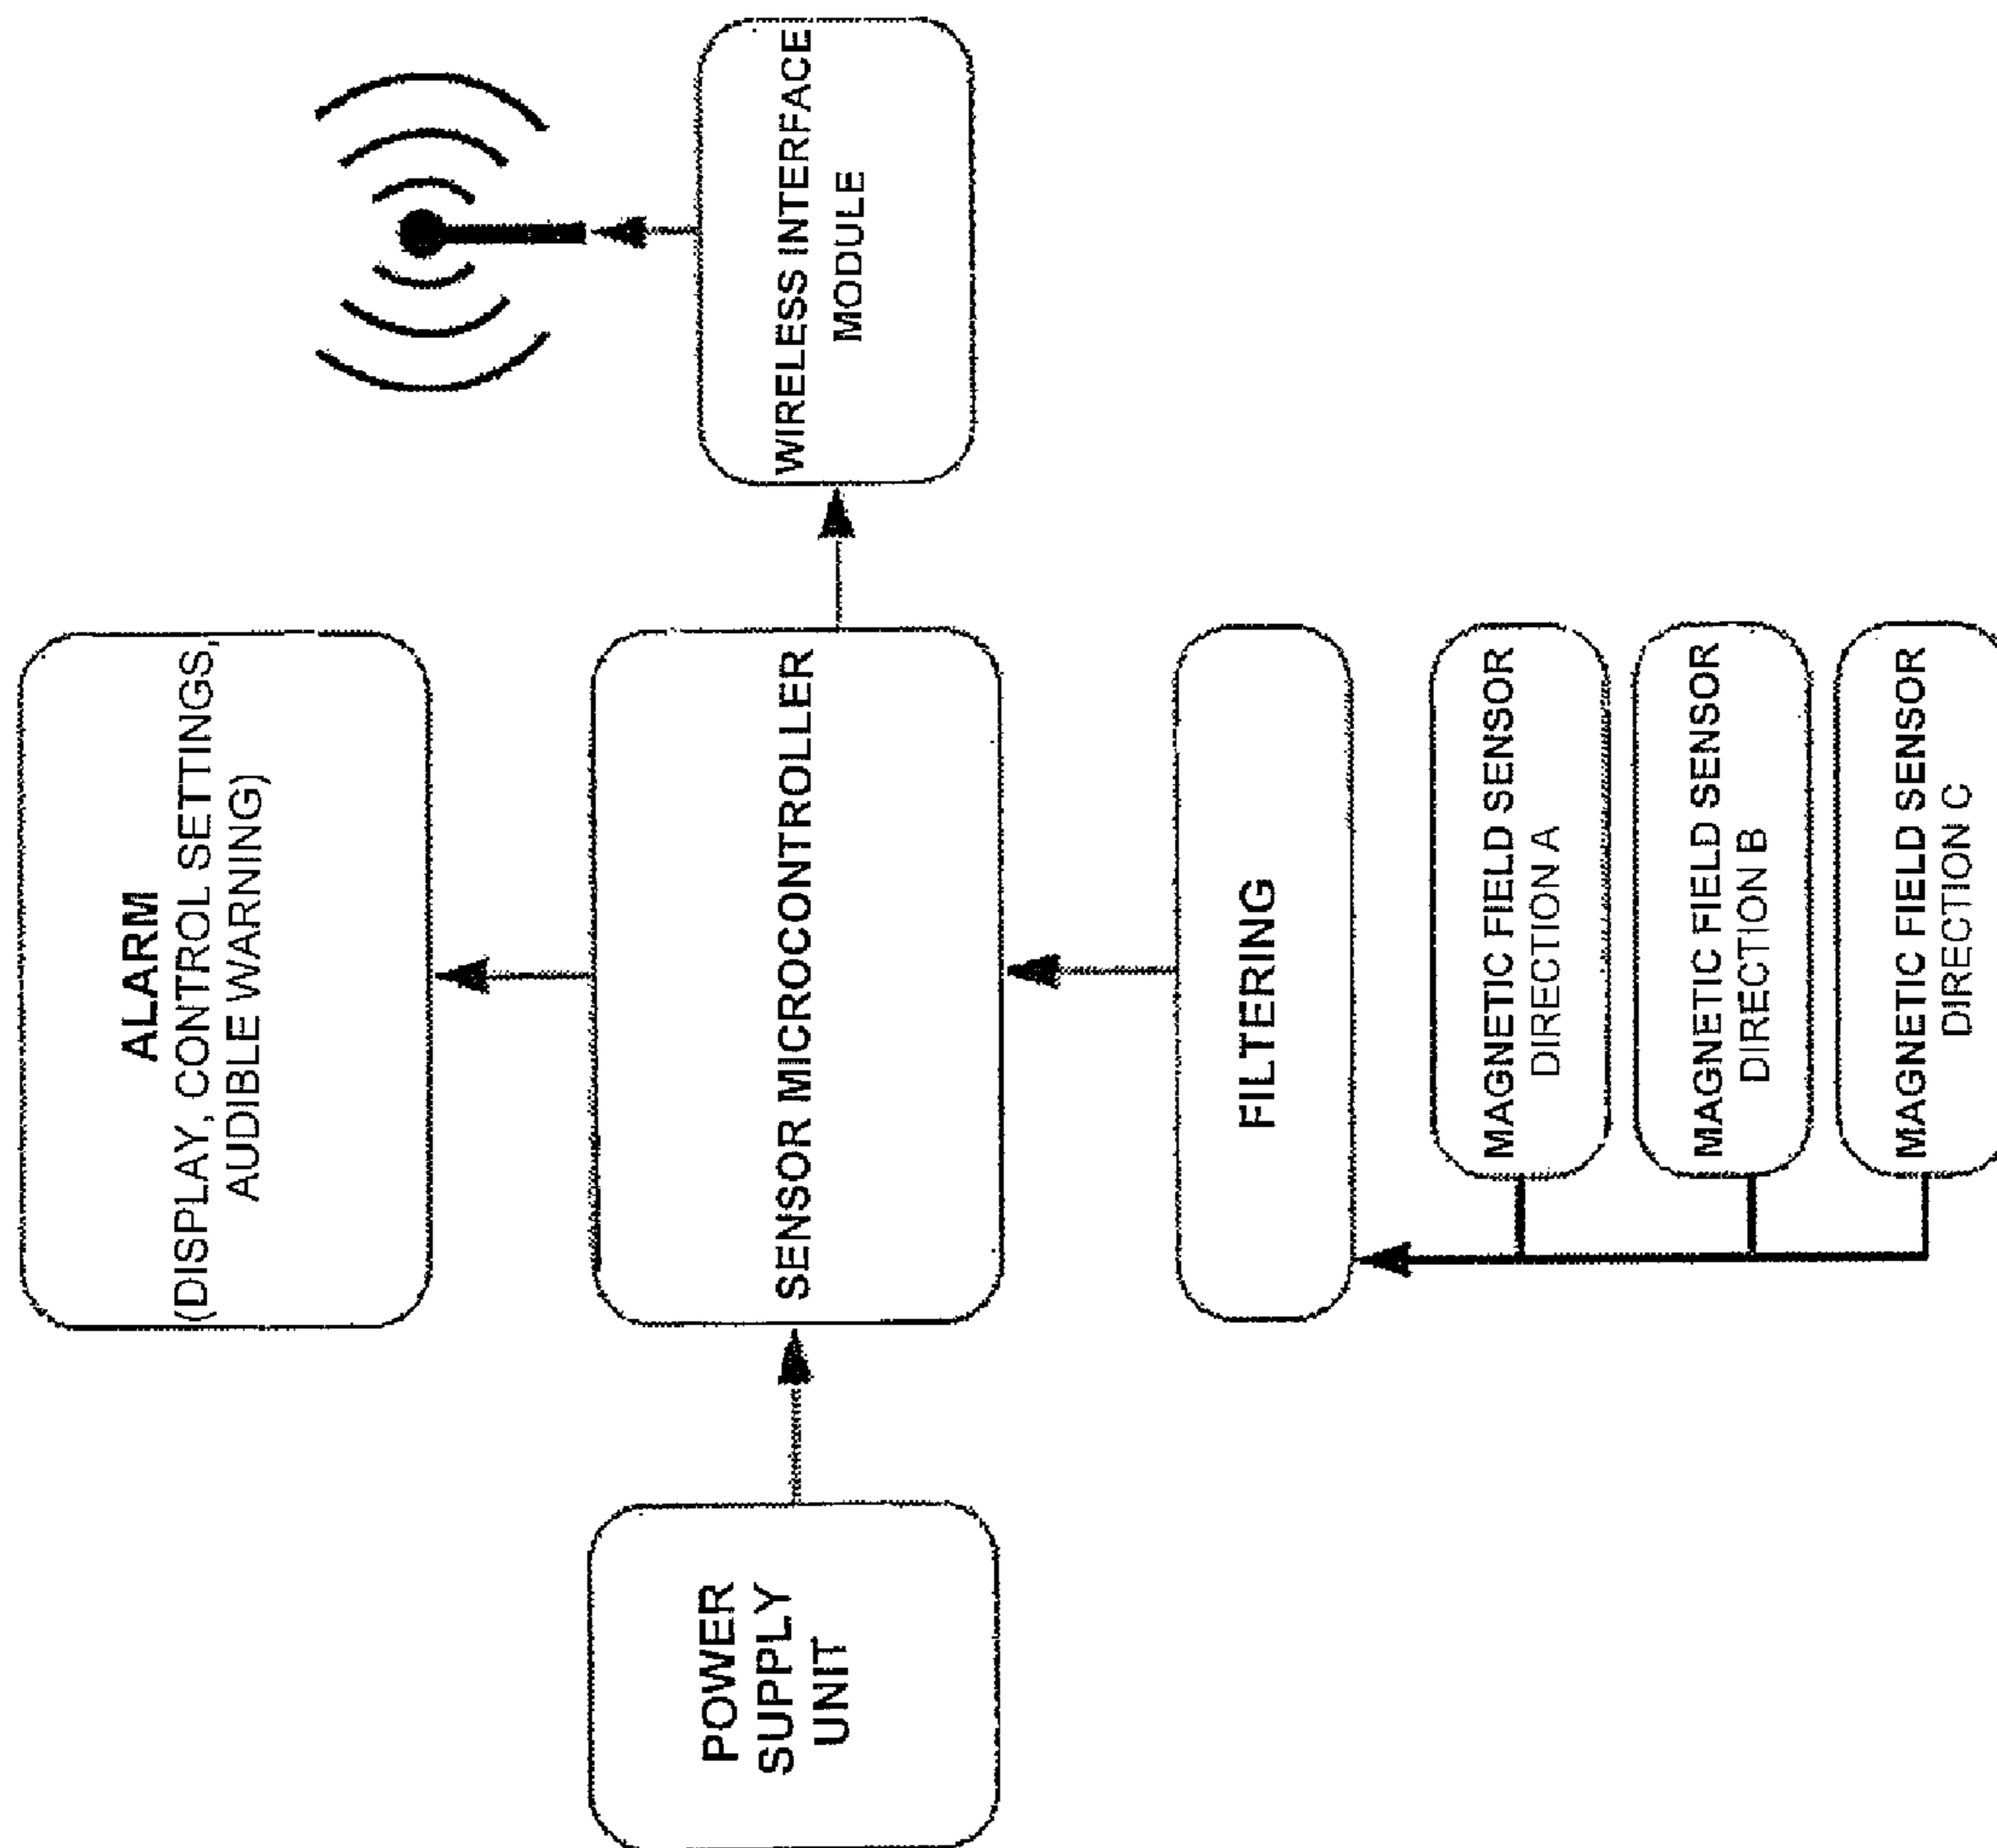 ALARM
(DISPLAY, CONTROL SETTINGS,
AUDIBLE WARNING)
POWER
SUPPLY
UNIT
SENSOR MICROCONTROLLER
WIRELESS INTERFACE
MODULE
FILTERING
MAGNETIC FIELD SENSOR
DIRECTION A
MAGNETIC FIELD SENSOR
DIRECTION B
MAGNETIC FIELD SENSOR
DIRECTION C